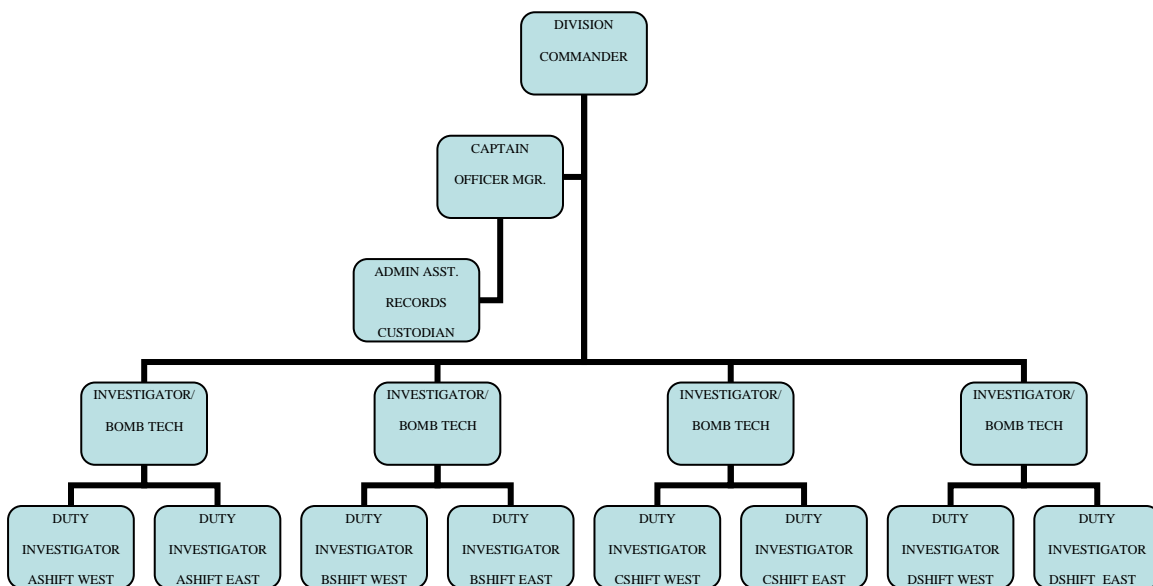 DIVISION
COMMANDER
CAPTAIN
OFFICER MGR.
ADMIN ASST.
RECORDS
CUSTODIAN
INVESTIGATOR/
BOMB TECH
INVESTIGATOR/
BOMB TECH
INVESTIGATOR/
BOMB TECH
INVESTIGATOR/
BOMB TECH
DUTY
INVESTIGATOR
ASHIFT WEST
DUTY
INVESTIGATOR
ASHIFT EAST
DUTY
INVESTIGATOR
BSHIFT WEST
DUTY
INVESTIGATOR
BSHIFT EAST
DUTY
INVESTIGATOR
CSHIFT WEST
DUTY
INVESTIGATOR
CSHIFT EAST
DUTY
INVESTIGATOR
DSHIFT WEST
DUTY
INVESTIGATOR
DSHIFT EAST